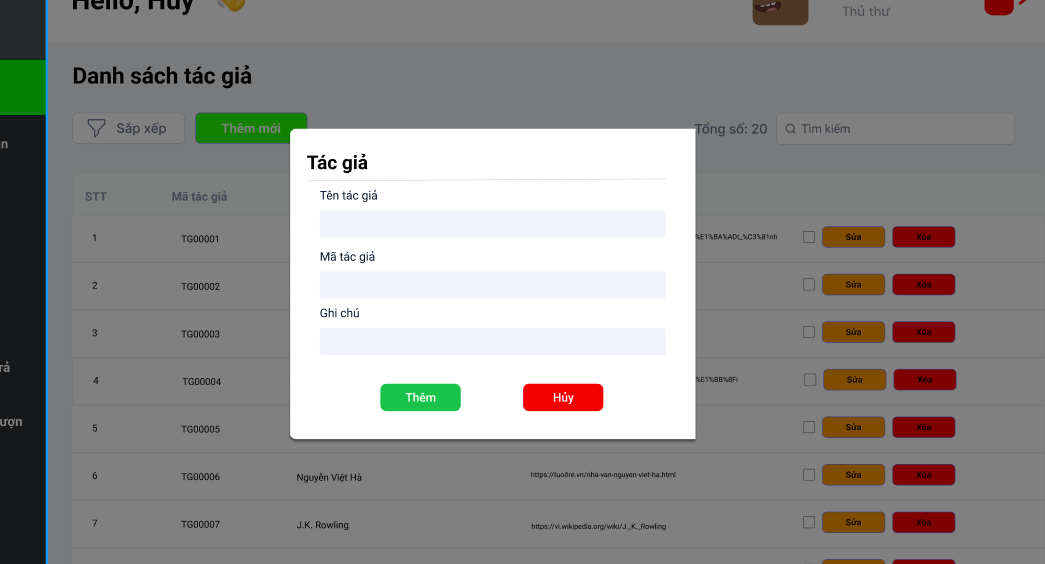 Hello, Huy 👋
Thủ thư
Danh sách tác giả
Sắp xếp
Thêm mới
Tổng số: 20
Tìm kiếm
Tác giả
Tên tác giả
Mã tác giả
Ghi chú
Thêm
Hủy
STT Mã tác giả
1 TG00001 %E1%BA%ADt_%C3%81nh Sửa Xóa
2 TG00002 Sửa Xóa
3 TG00003 Sửa Xóa
4 TG00004 %E1%BB%8Fi Sửa Xóa
5 TG00005 Sửa Xóa
6 TG00006 Nguyễn Việt Hà https://tuoitre.vn/nha-van-nguyen-viet-ha.html Sửa Xóa
7 TG00007 J.K. Rowling https://vi.wikipedia.org/wiki/J._K._Rowling Sửa Xóa
rả
ượn